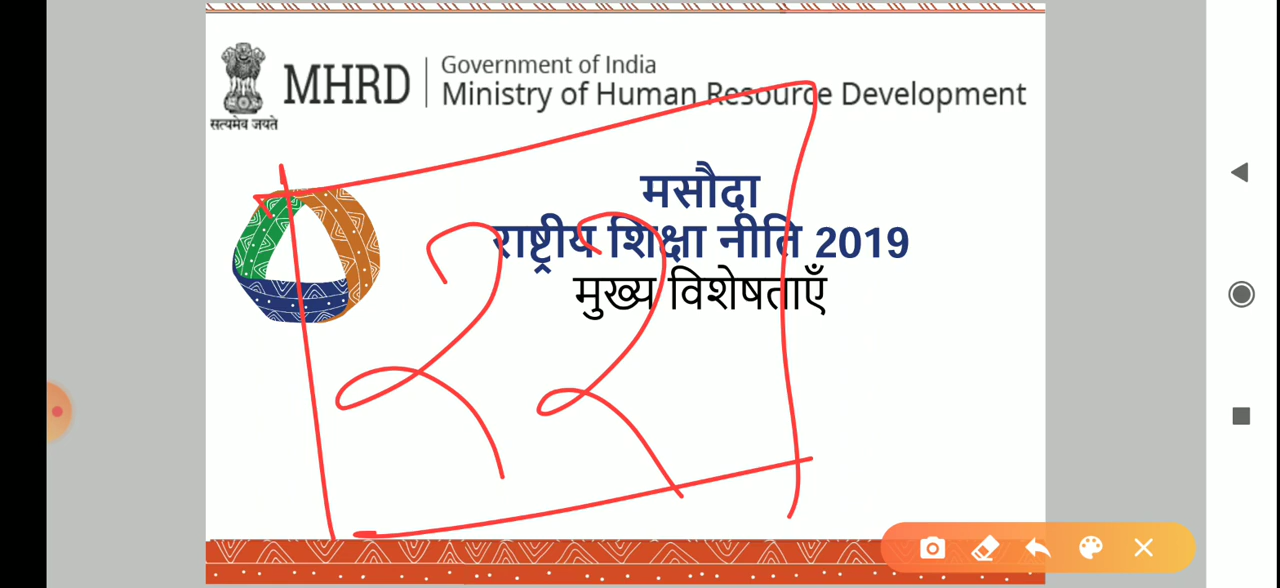 MHRD
Government of India
Ministry of Human Resource Development
सत्यमेव जयते
मसौदा
राष्ट्रीय शिक्षा नीति 2019
मुख्य विशेषताएँ
२२